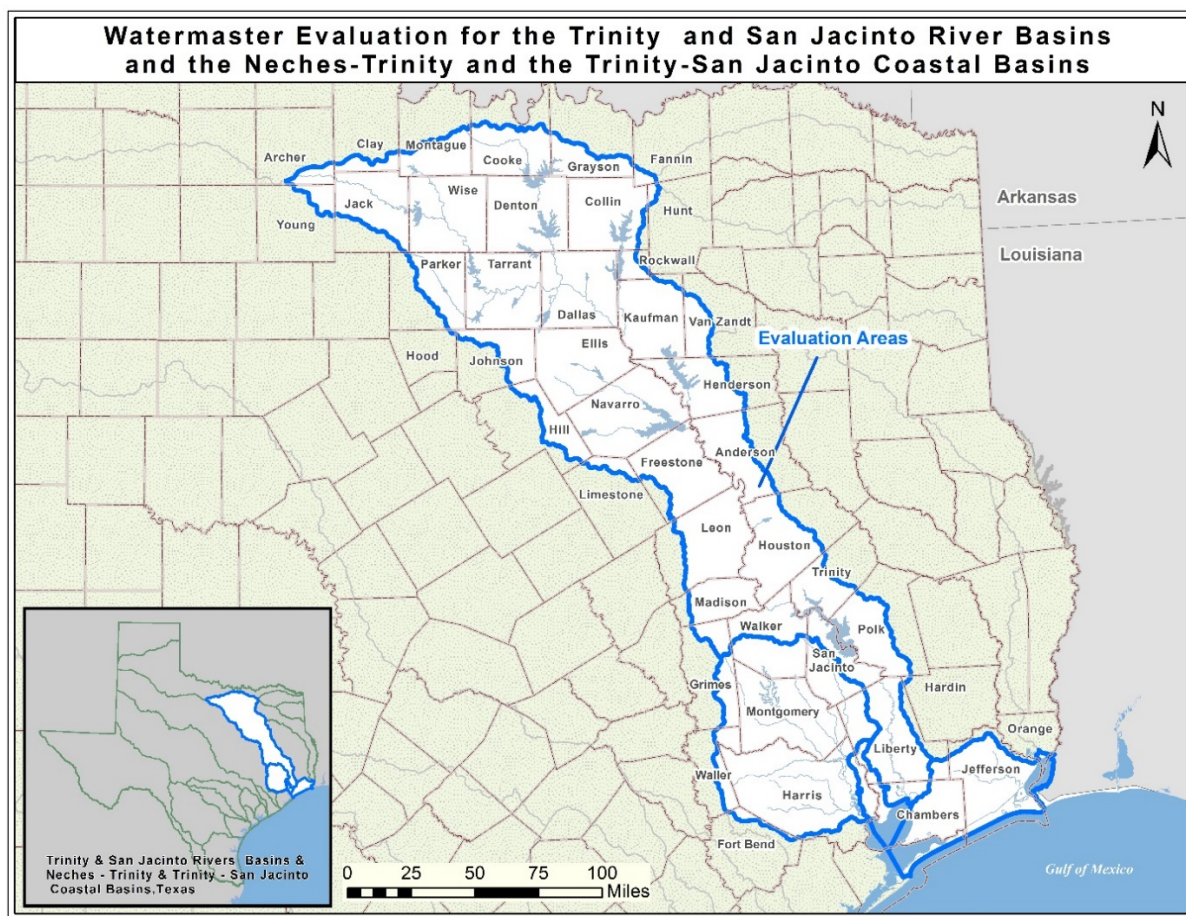 Watermaster Evaluation for the Trinity and San Jacinto River Basins
and the Neches-Trinity and the Trinity-San Jacinto Coastal Basins
N
Archer
Clay
Montague
Cooke
Grayson
Fannin
Arkansas
Louisiana
Young
Jack
Wise
Denton
Collin
Hunt
Parker
Tarrant
Rockwall
Dallas
Kaufman
Van Zandt
Evaluation Areas
Hood
Johnson
Ellis
Henderson
Navarro
Hill
Anderson
Freestone
Limestone
Leon
Houston
Trinity
Madison
Walker
Polk
San
Jacinto
Grimes
Hardin
Montgomery
Orange
Liberty
Jefferson
Waller
Harris
Chambers
Fort Bend
Gulf of Mexico
Trinity & San Jacinto Rivers Basins &
Neches - Trinity & Trinity - San Jacinto
Coastal Basins,Texas
0 25 50 75 100
Miles